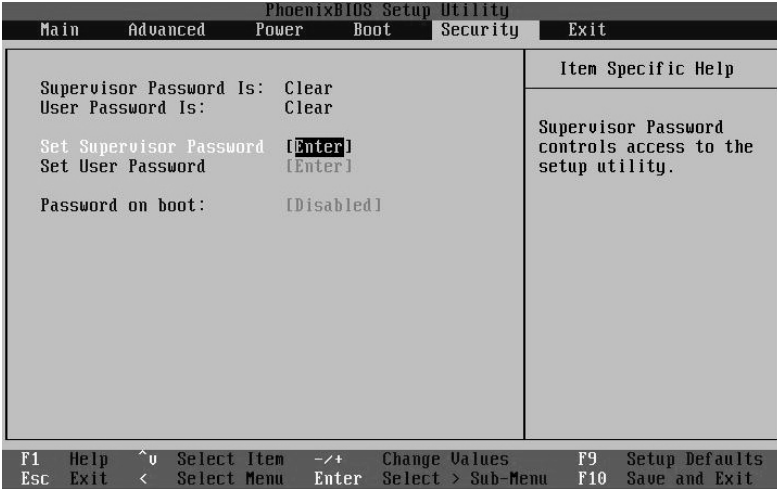 PhoenixBIOS Setup Utility
Main Advanced Power Boot Security Exit
Item Specific Help
Supervisor Password Is: Clear
User Password Is: Clear
Supervisor Password
controls access to the
setup utility.
Set Supervisor Password [Enter]
Set User Password [Enter]
Password on boot: [Disabled]
F1 Help ^v Select Item -/+ Change Values F9 Setup Defaults
Esc Exit < Select Menu Enter Select > Sub-Menu F10 Save and Exit